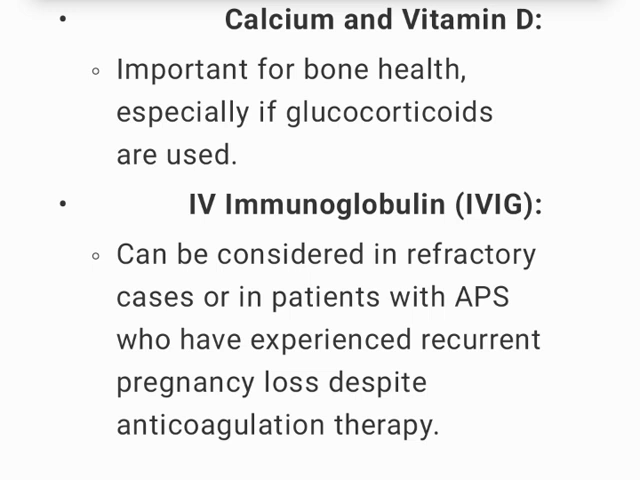 • Calcium and Vitamin D:
◦ Important for bone health,
especially if glucocorticoids
are used.
• IV Immunoglobulin (IVIG):
◦ Can be considered in refractory
cases or in patients with APS
who have experienced recurrent
pregnancy loss despite
anticoagulation therapy.